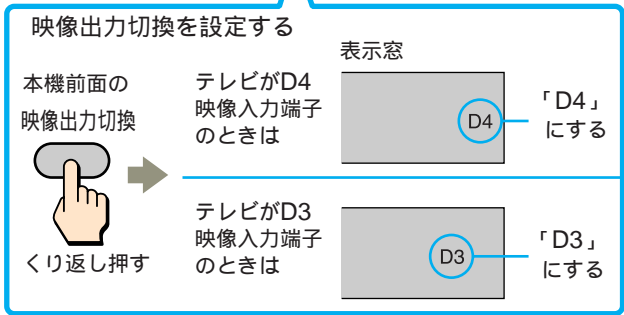 映像出力切換を設定する
本機前面の
映像出力切換
くり返し押す
表示窓
テレビがD4
映像入力端子
のときは
D4
「D4」
にする
テレビがD3
映像入力端子
のときは
D3
「D3」
にする